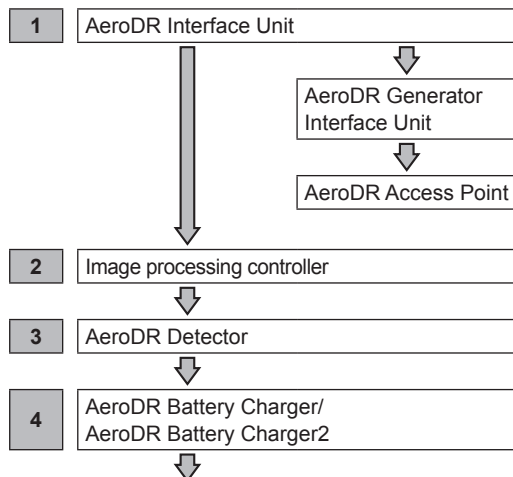 1
AeroDR Interface Unit
AeroDR Generator
Interface Unit
AeroDR Access Point
2
Image processing controller
3
AeroDR Detector
4
AeroDR Battery Charger/
AeroDR Battery Charger2